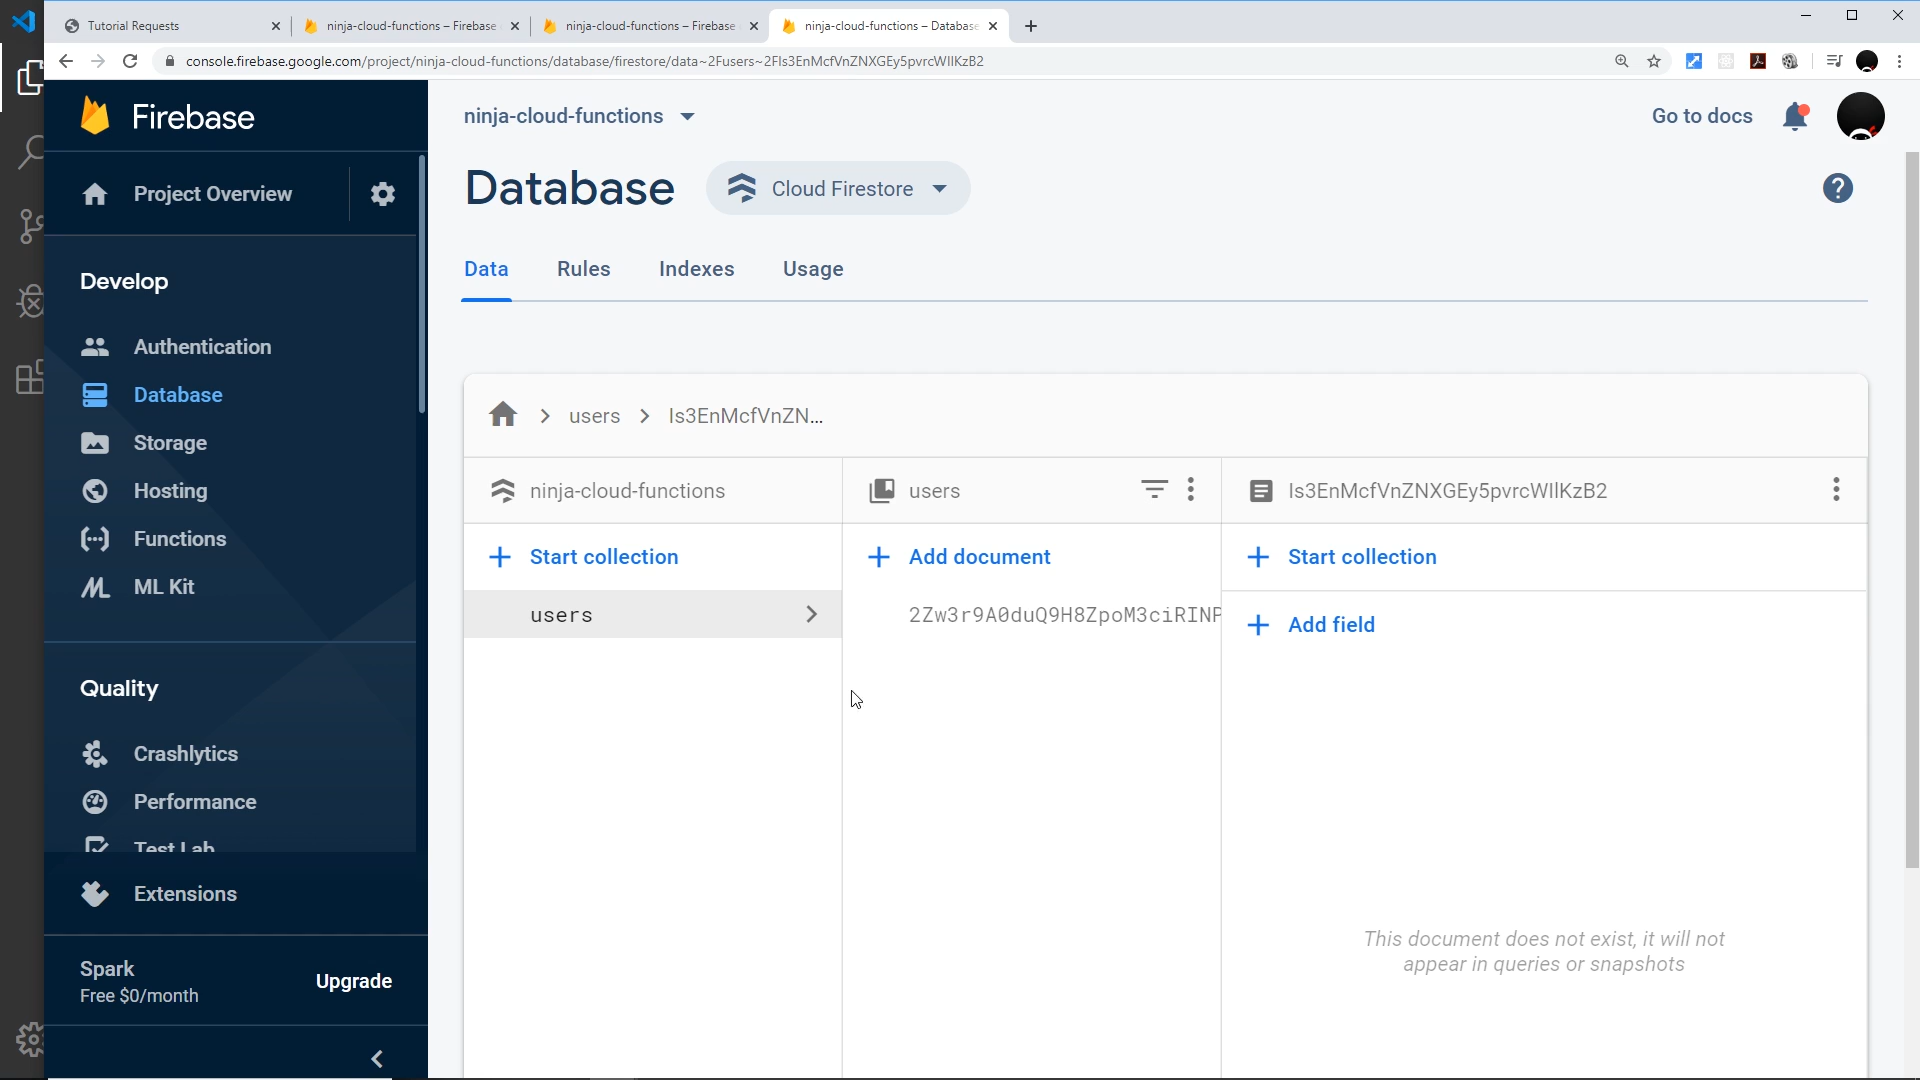 Tutorial Requests
ninja-cloud-functions – Firebase
ninja-cloud-functions – Firebase
ninja-cloud-functions – Database
console.firebase.google.com/project/ninja-cloud-functions/database/firestore/data~2Fusers~2FIs3EnMcfVnZNXGEy5pvrcWIlKzB2
Firebase
Project Overview
Develop
Authentication
Database
Storage
Hosting
Functions
ML Kit
Quality
Crashlytics
Performance
Test Lab
Extensions
Spark
Free $0/month
Upgrade
ninja-cloud-functions
Go to docs
Database
Cloud Firestore
Data
Rules
Indexes
Usage
users
Is3EnMcfVnZN...
ninja-cloud-functions
users
Is3EnMcfVnZNXGEy5pvrcWIlKzB2
Start collection
Add document
Start collection
users
2Zw3r9A0duQ9H8ZpoM3ciRINP
Add field
This document does not exist, it will not
appear in queries or snapshots